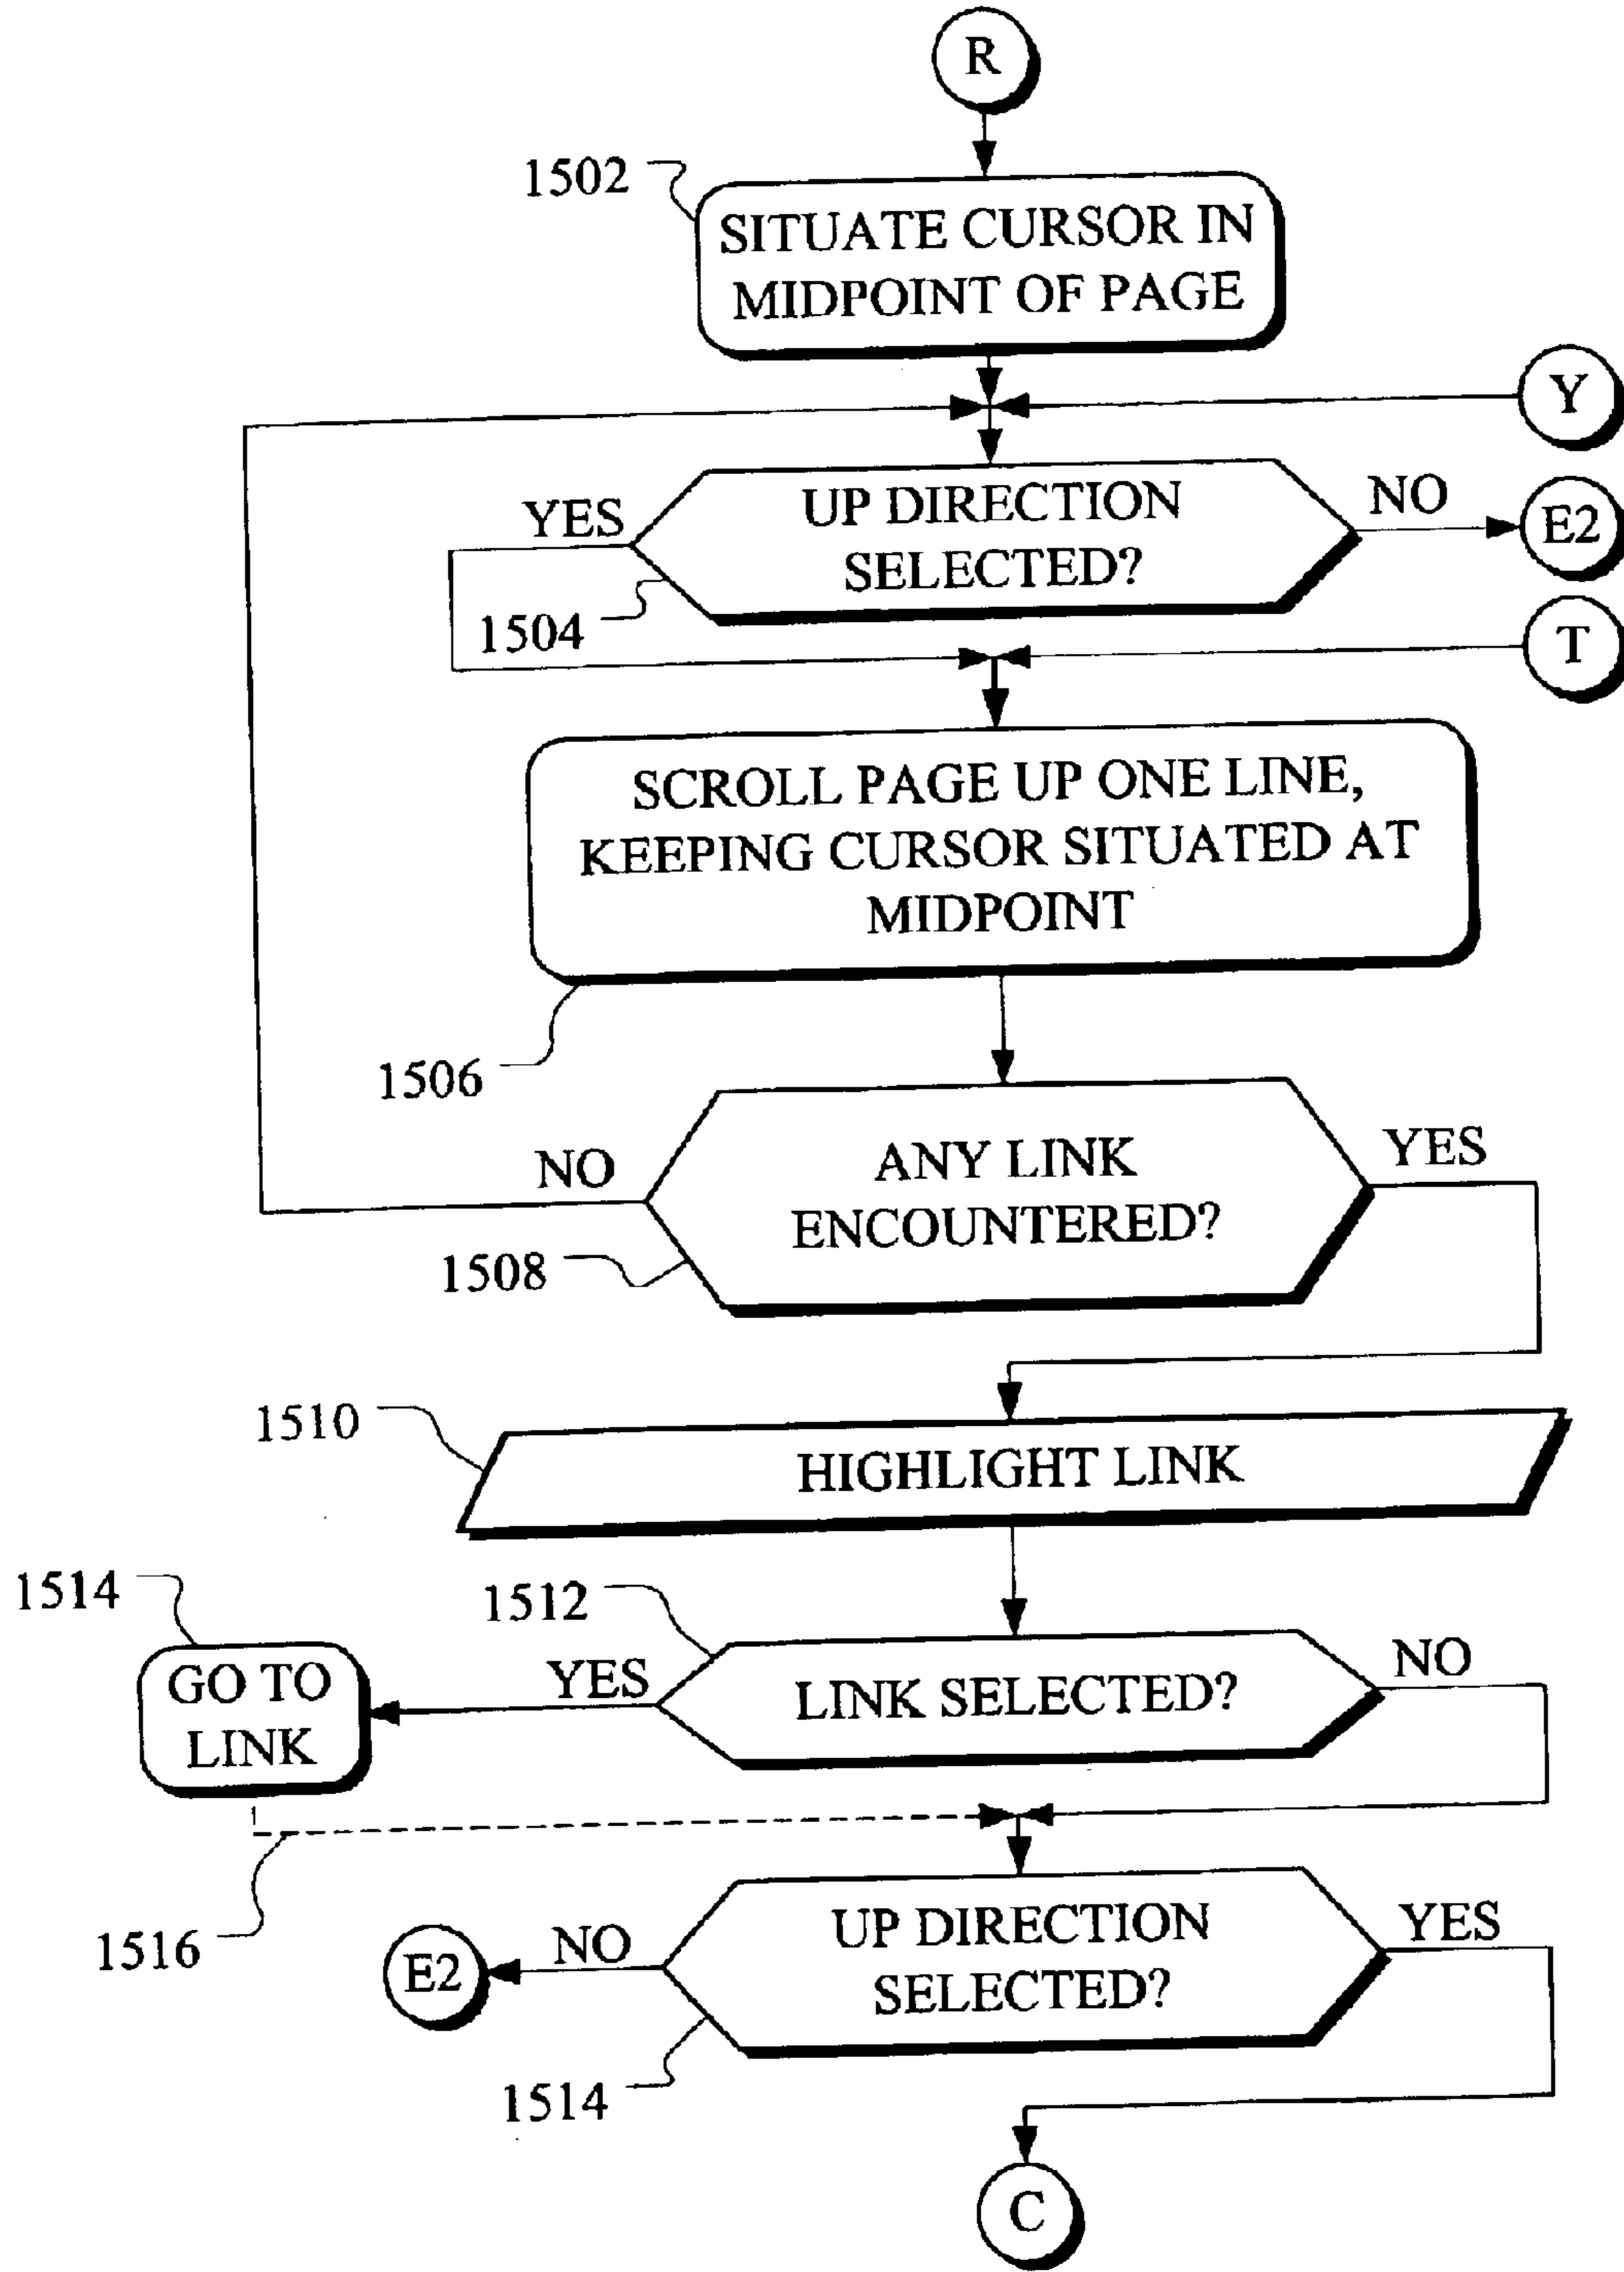 R
1502
SITUATE CURSOR IN
MIDPOINT OF PAGE
Y
YES
UP DIRECTION
SELECTED?
NO
E2
1504
T
SCROLL PAGE UP ONE LINE,
KEEPING CURSOR SITUATED AT
MIDPOINT
1506
NO
ANY LINK
ENCOUNTERED?
YES
1508
1510
HIGHLIGHT LINK
1514
GO TO
LINK
1512
YES
LINK SELECTED?
NO
1516
E2
NO
UP DIRECTION
SELECTED?
YES
1514
C